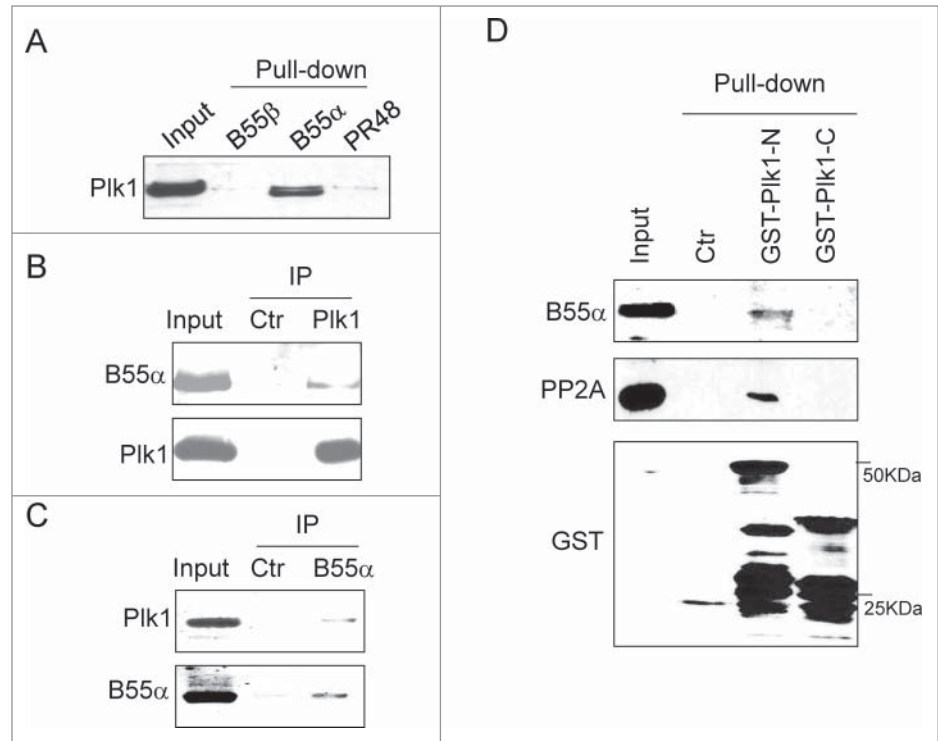 A
Pull-down
Input B55β B55α PR48
Plk1
B
IP
Input Ctr Plk1
B55α
Plk1
C
IP
Input Ctr B55α
Plk1
B55α
D
Pull-down
Input Ctr GST-Plk1-N GST-Plk1-C
B55α
PP2A
GST
50KDa
25KDa